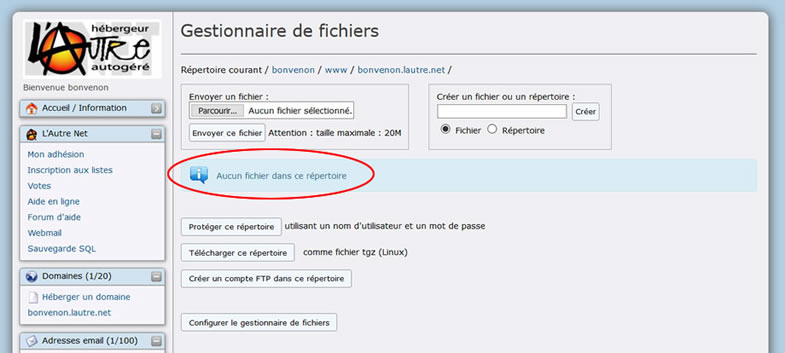 hébergeur
L'AUTRE
autogéré
Bienvenue bonvenon
Accueil / Information
L'Autre Net
Mon adhésion
Inscription aux listes
Votes
Aide en ligne
Forum d'aide
Webmail
Sauvegarde SQL
Domaines (1/20)
Héberger un domaine
bonvenon.lautre.net
Adresses email (1/100)
Gestionnaire de fichiers
Répertoire courant / bonvenon / www / bonvenon.lautre.net /
Envoyer un fichier :
Parcourir... Aucun fichier sélectionné.
Envoyer ce fichier Attention : taille maximale : 20M
Créer un fichier ou un répertoire :
Créer
Fichier Répertoire
Aucun fichier dans ce répertoire
Protéger ce répertoire utilisant un nom d'utilisateur et un mot de passe
Télécharger ce répertoire comme fichier tgz (Linux)
Créer un compte FTP dans ce répertoire
Configurer le gestionnaire de fichiers